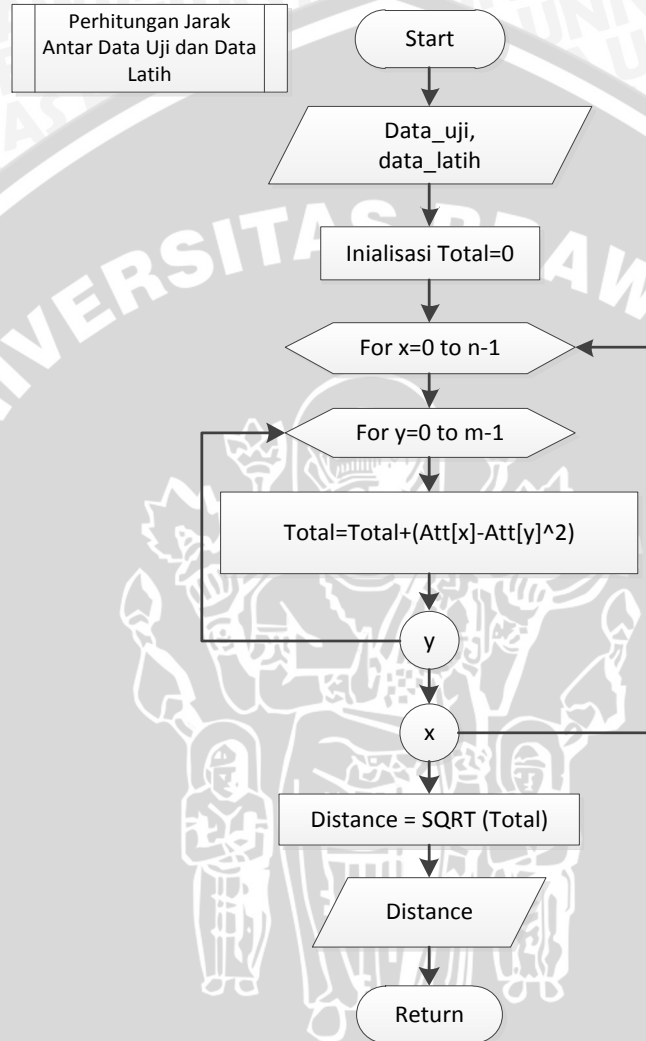 Perhitungan Jarak
Antar Data Uji dan Data
Latih
Start
Data_uji,
data_latih
Inialisasi Total=0
For x=0 to n-1
For y=0 to m-1
Total=Total+(Att[x]-Att[y]^2)
y
x
Distance = SQRT (Total)
Distance
Return